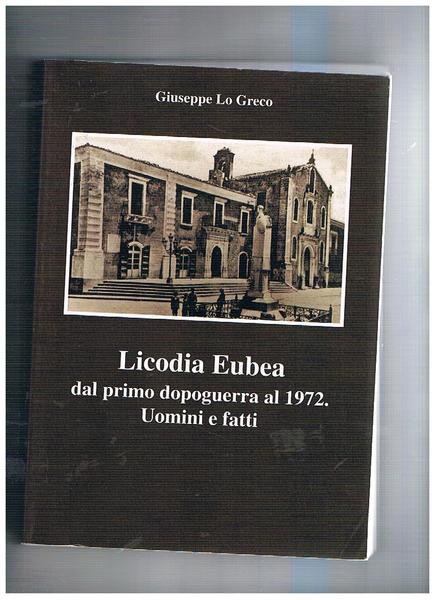 Giuseppe Lo Greco
Licodia Eubea
dal primo dopoguerra al 1972.
Uomini e fatti